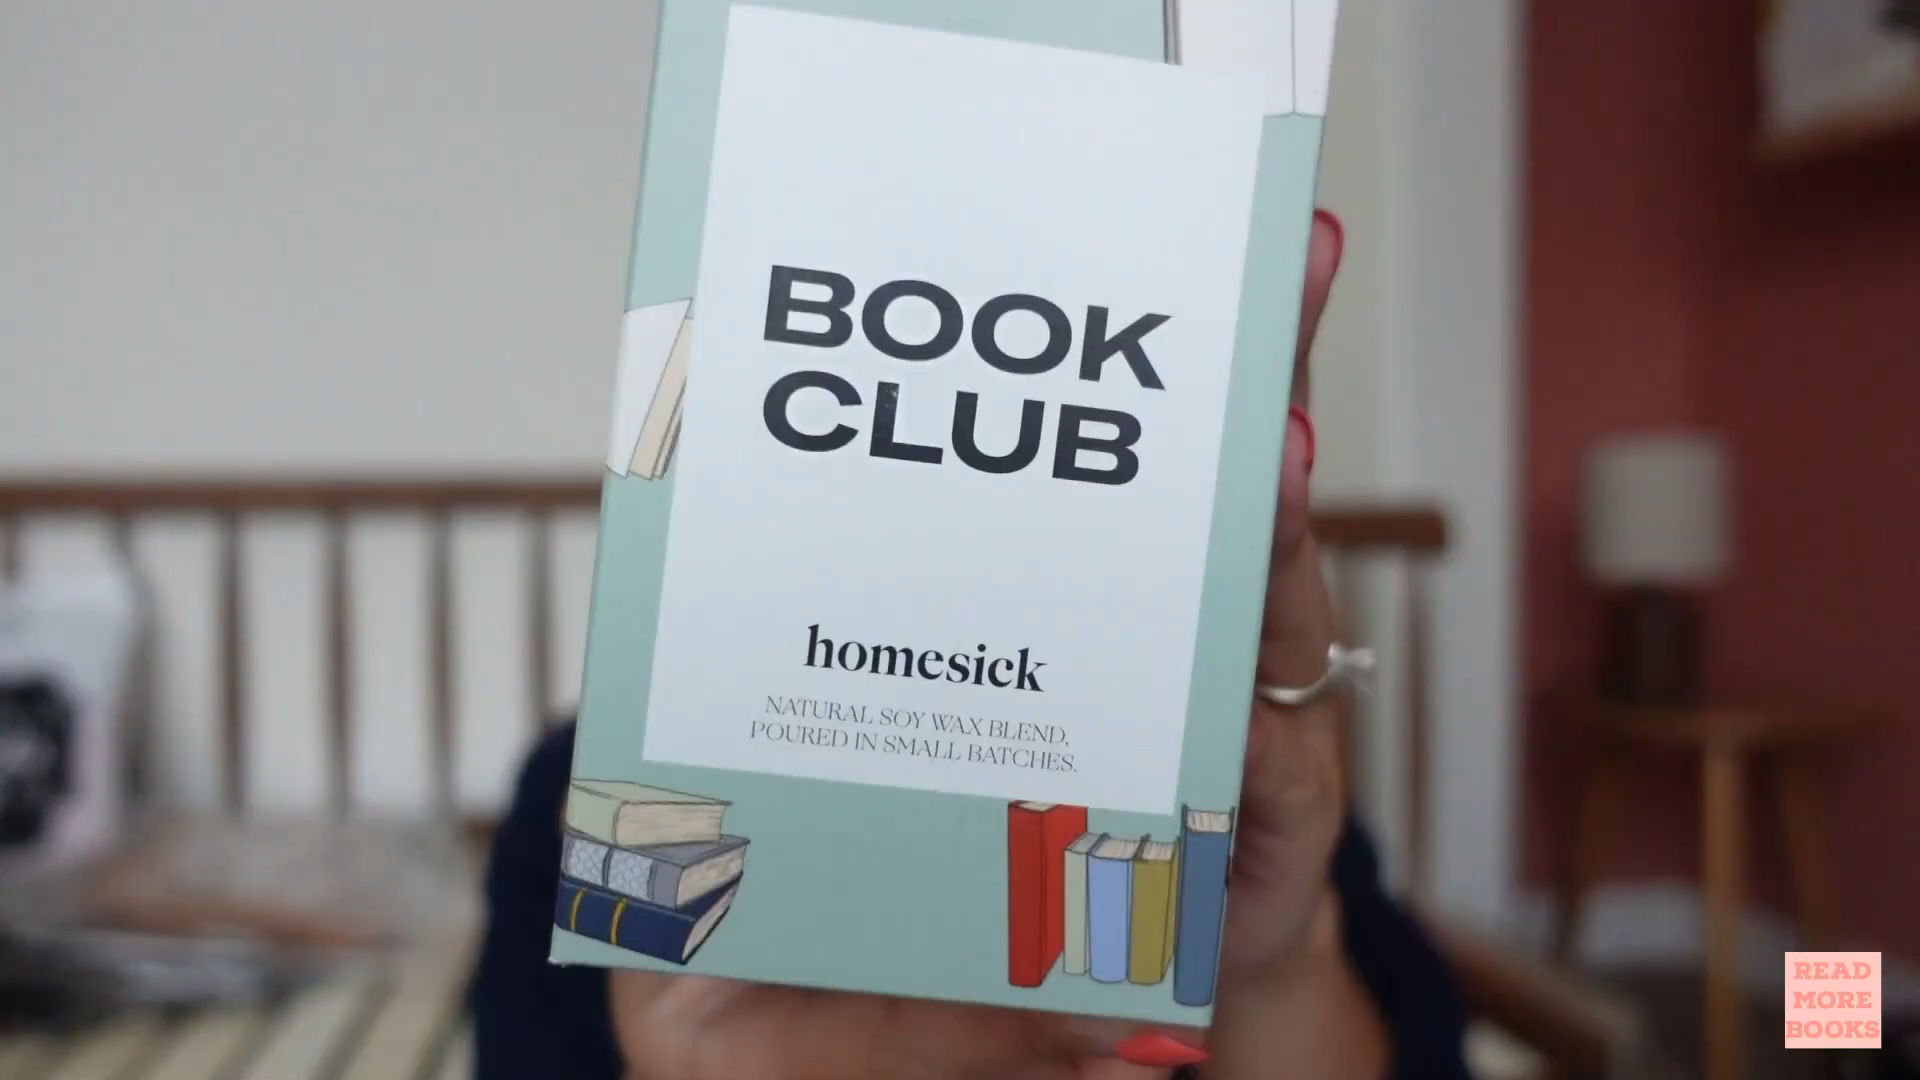 BOOK
CLUB
homesick
NATURAL SOY WAX BLEND,
POURED IN SMALL BATCHES.
READ
MORE
BOOKS